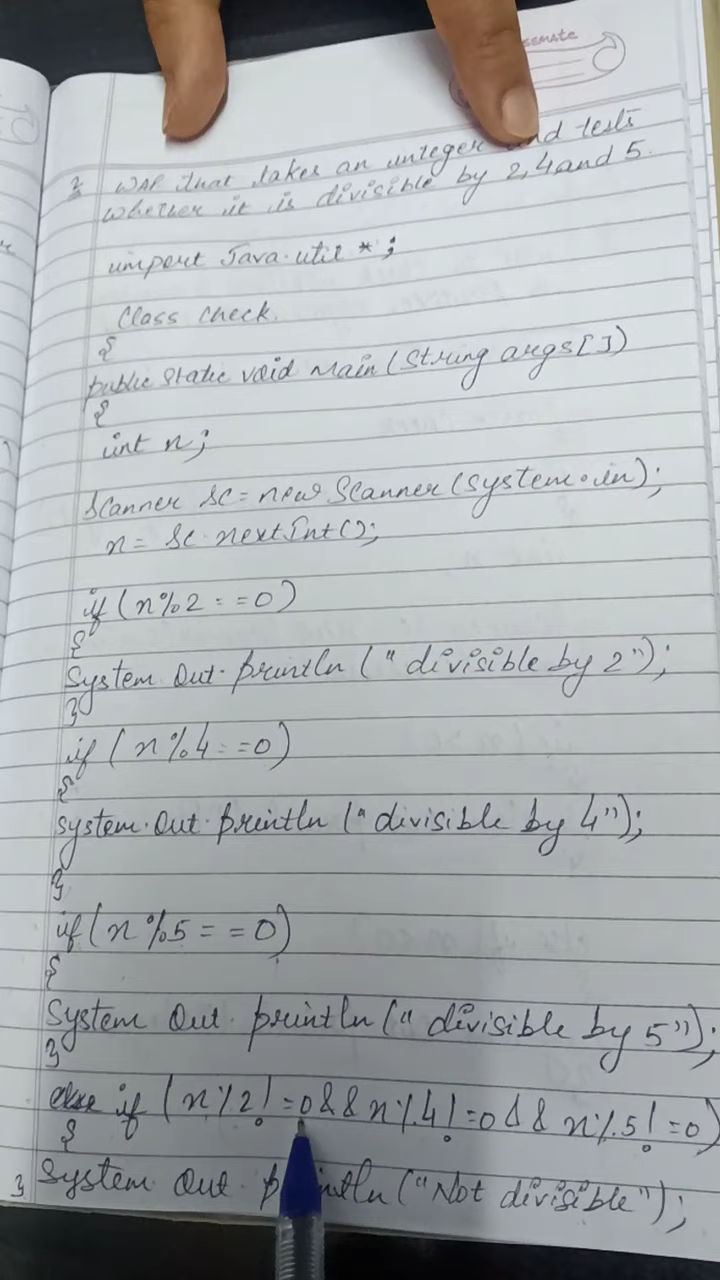 3 WAP that takes an integer and tests
whether it is divisible by 2, 4 and 5.
import Java.util *;
Class Check.
{
public static void main (String args [])
{
int n;
Scanner sc = new Scanner (System.in);
n = sc.nextInt();
if (n%2 = =0)
{
System Out. println (" divisible by 2");
}
if (n%4 = =0)
{
System.Out.println (" divisible by 4");
}
if (n%5 = =0)
{
System Out. println (" divisible by 5");
}
else if (n%2!=0&&n%4!=0&&n%5!=0)
{
System Out. println ("Not divisible");
}